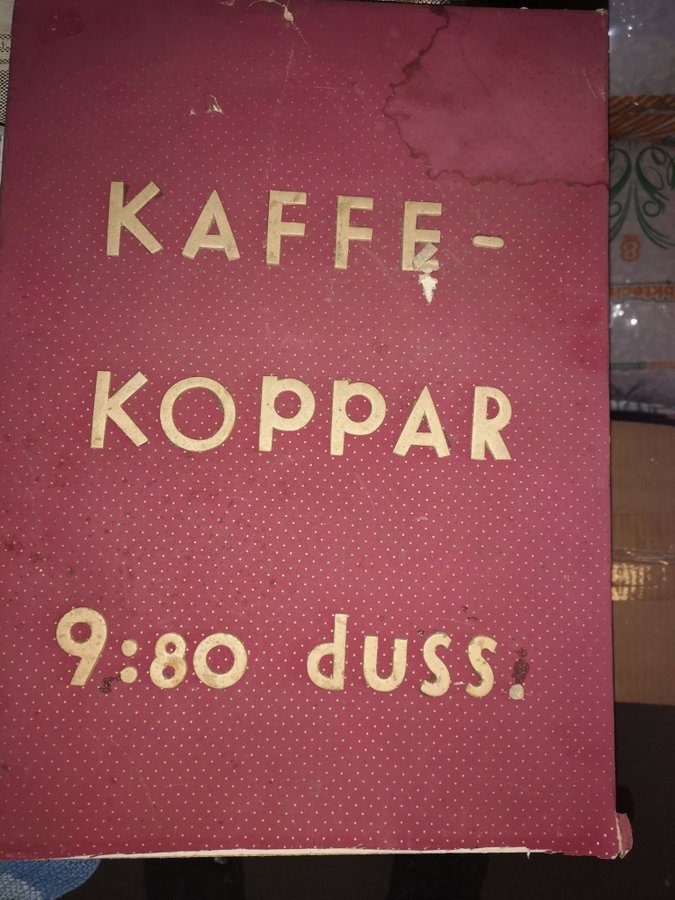 KAFFE-
KOPPAR
9:80 duss.